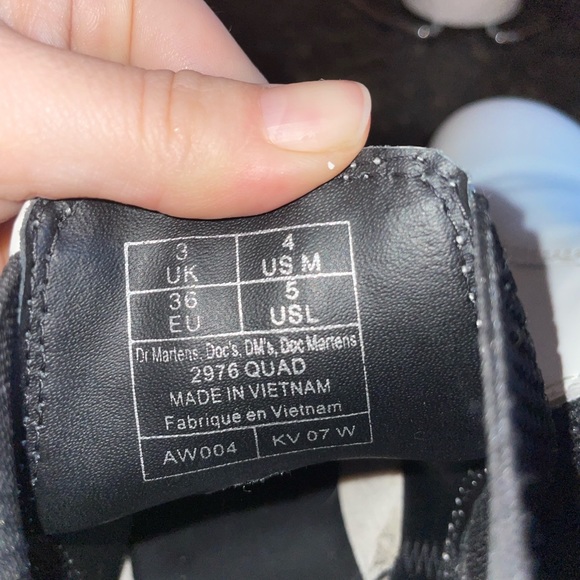 3 4
UK US M
36 5
EU USL
Dr Martens, Doc's, DM's, Doc Martens
2976 QUAD
MADE IN VIETNAM
Fabrique en Vietnam
AW004 KV 07 W